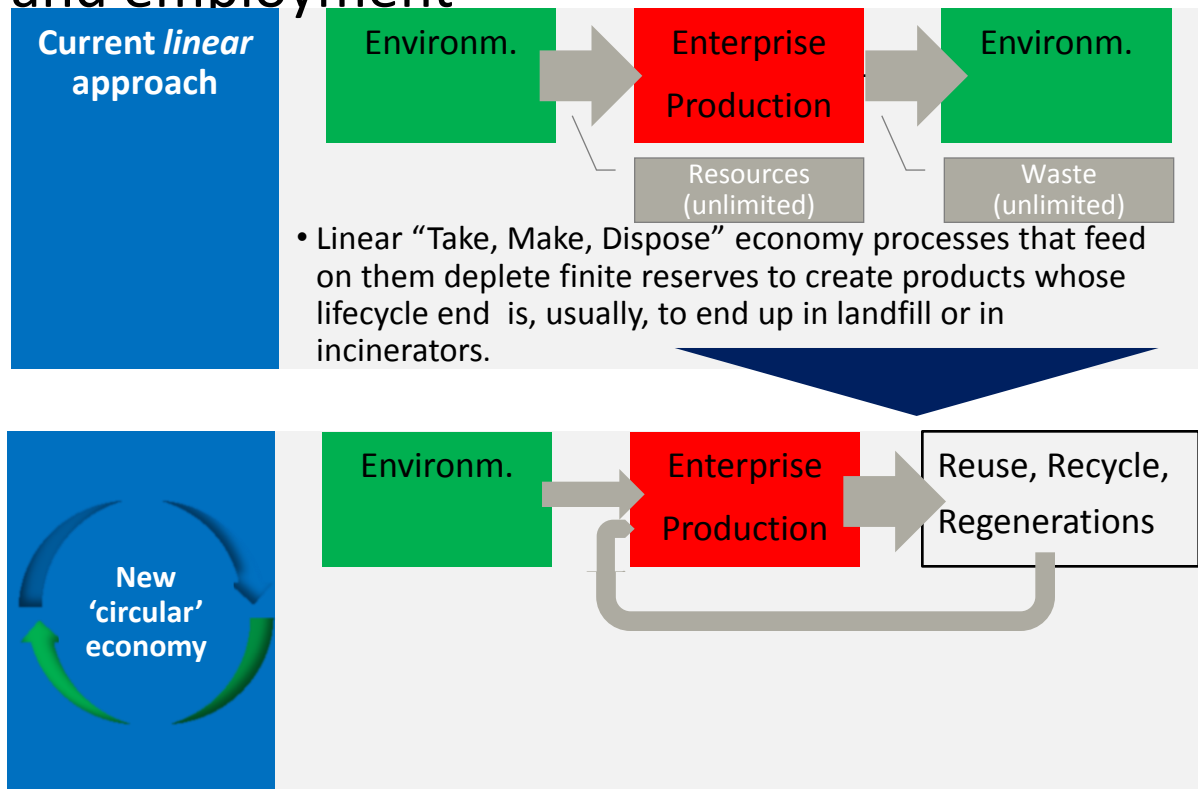 and employment
Current linear
approach
Environm.
Enterprise
Production
Environm.
Resources
(unlimited)
Waste
(unlimited)
• Linear “Take, Make, Dispose” economy processes that feed
on them deplete finite reserves to create products whose
lifecycle end is, usually, to end up in landfill or in
incinerators.
New
‘circular’
economy
Environm.
Enterprise
Production
Reuse, Recycle,
Regenerations